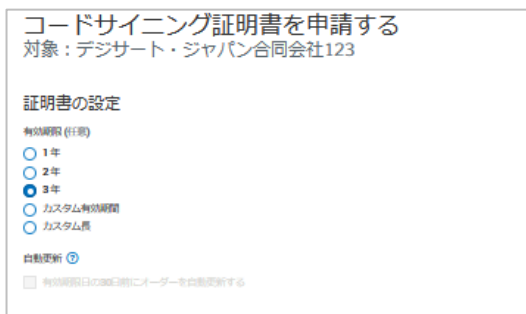 コードサイニング証明書を申請する
対象：デジサート・ジャパン合同会社123
証明書の設定
有効期限 (任意)
1 年
2 年
3 年
カスタム有効期間
カスタム長
自動更新 ?
有効期限日の30日前にオーダーを自動更新する